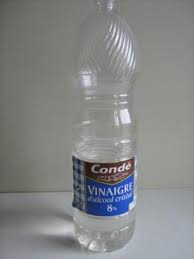 Condé
VINAIGRE
d'alcool cristal
8%